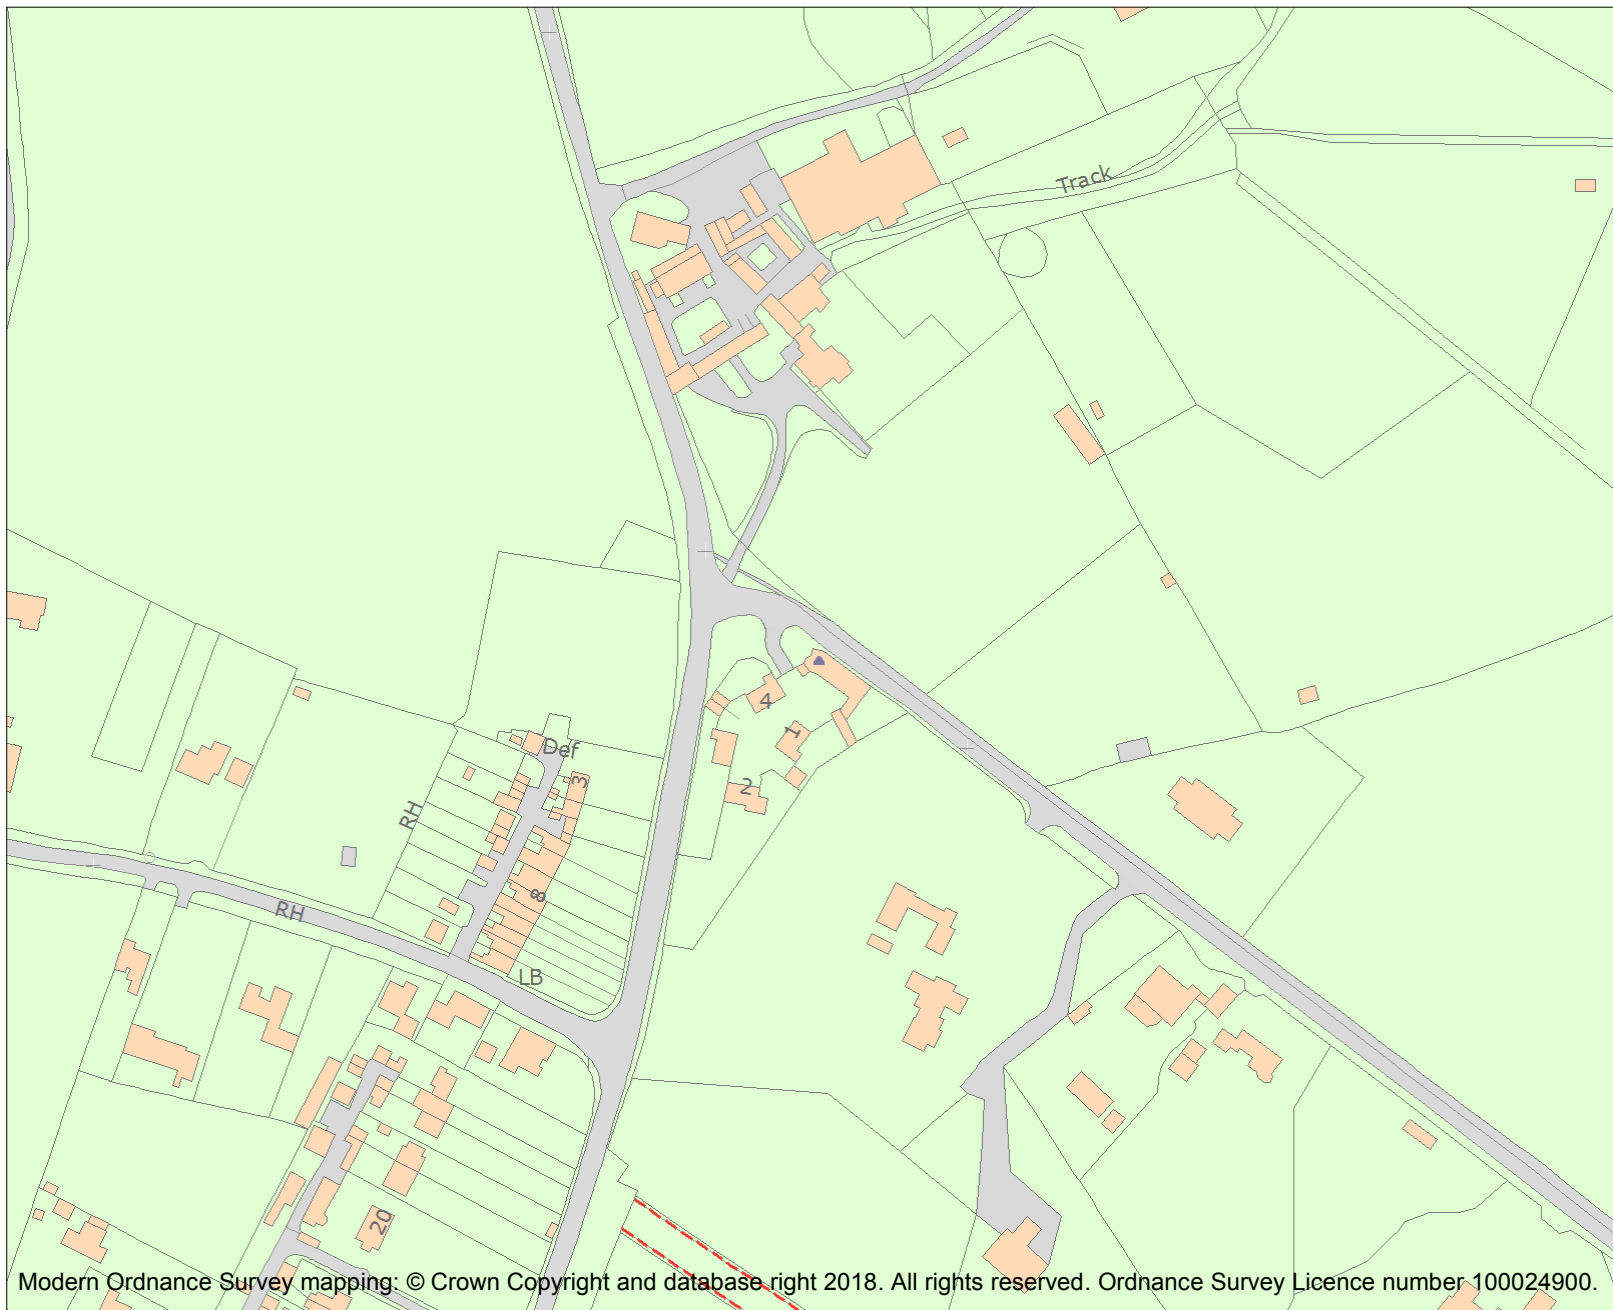 Track
Def
3
4
1
2
RH
8
RH
LB
20
Modern Ordnance Survey mapping: © Crown Copyright and database right 2018. All rights reserved. Ordnance Survey Licence number 100024900.